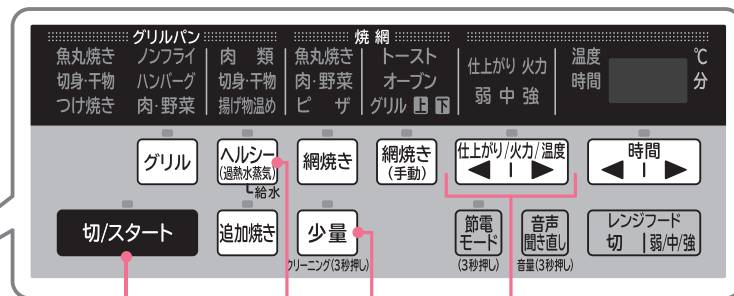 グリルパン 焼 網
魚丸焼き ノンフライ 肉 類 魚丸焼き トースト 仕上がり 火力 温度 ℃
切身・干物 ハンバーグ 切身・干物 肉・野菜 オーブン 弱 中 強 時間 分
つけ焼き 肉・野菜 揚げ物温め ピ ザ グリル 上 下
グリル ヘルシー (過熱水蒸気) 網焼き 網焼き (手動) 仕上がり/火力/温度 時間
給水
切/スタート 追加焼き 少量 節電モード 音声聞き直し レンジフード 切 弱/中/強
クリーニング(3秒押し) (3秒押し) 音量(3秒押し)